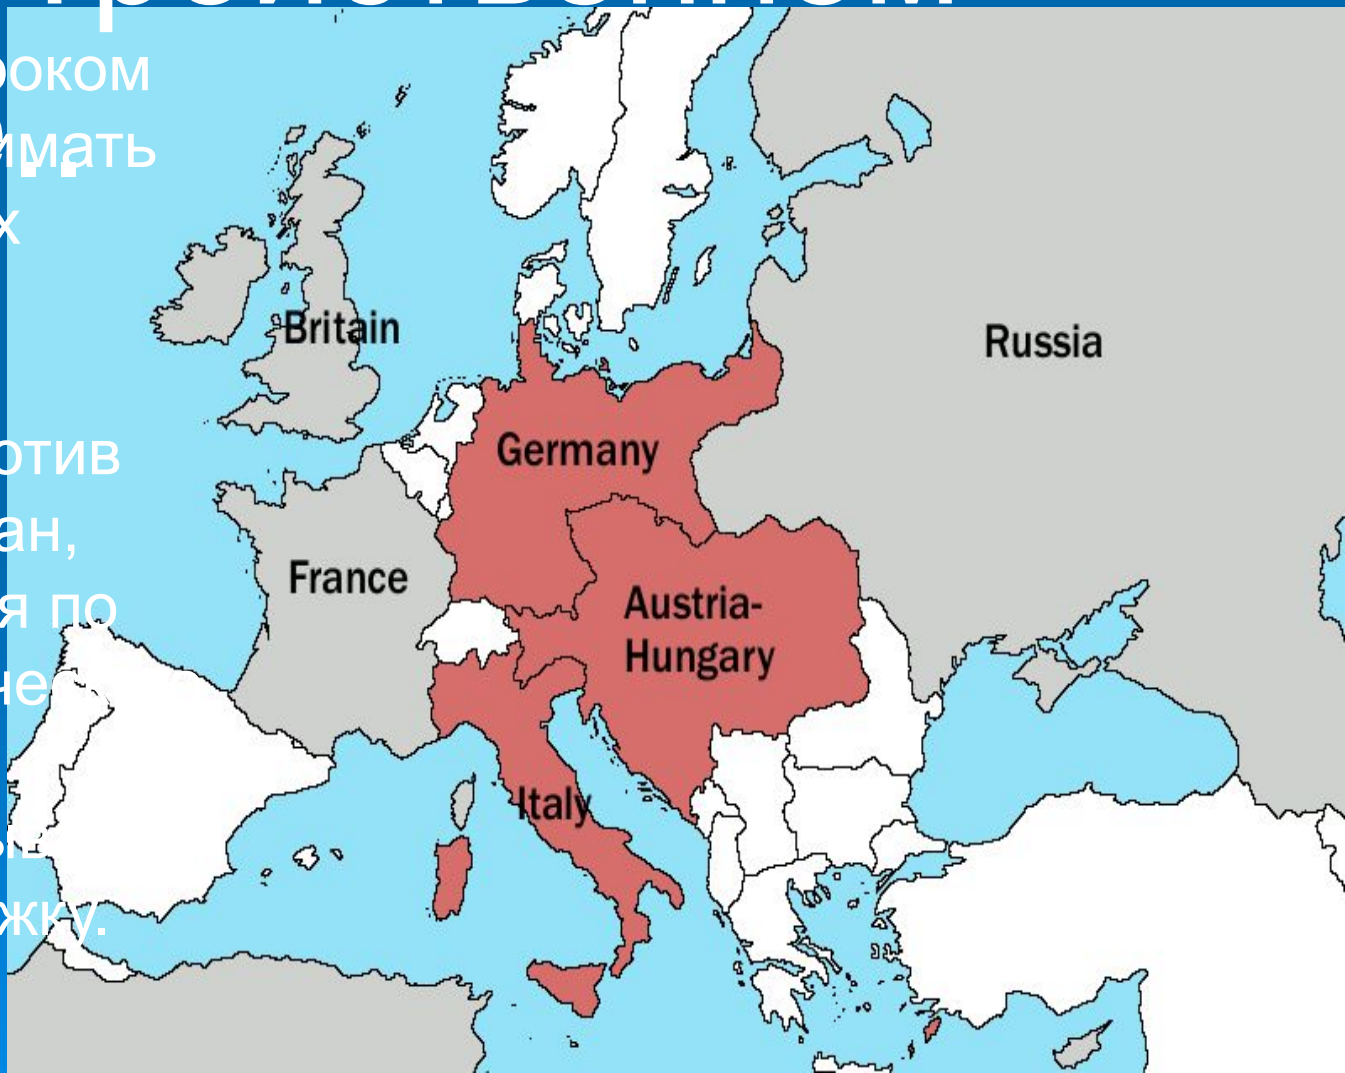 роком
имать
х
отив
ан,
я по
жку.
Britain
Russia
Germany
France
Austria-
Hungary
Italy